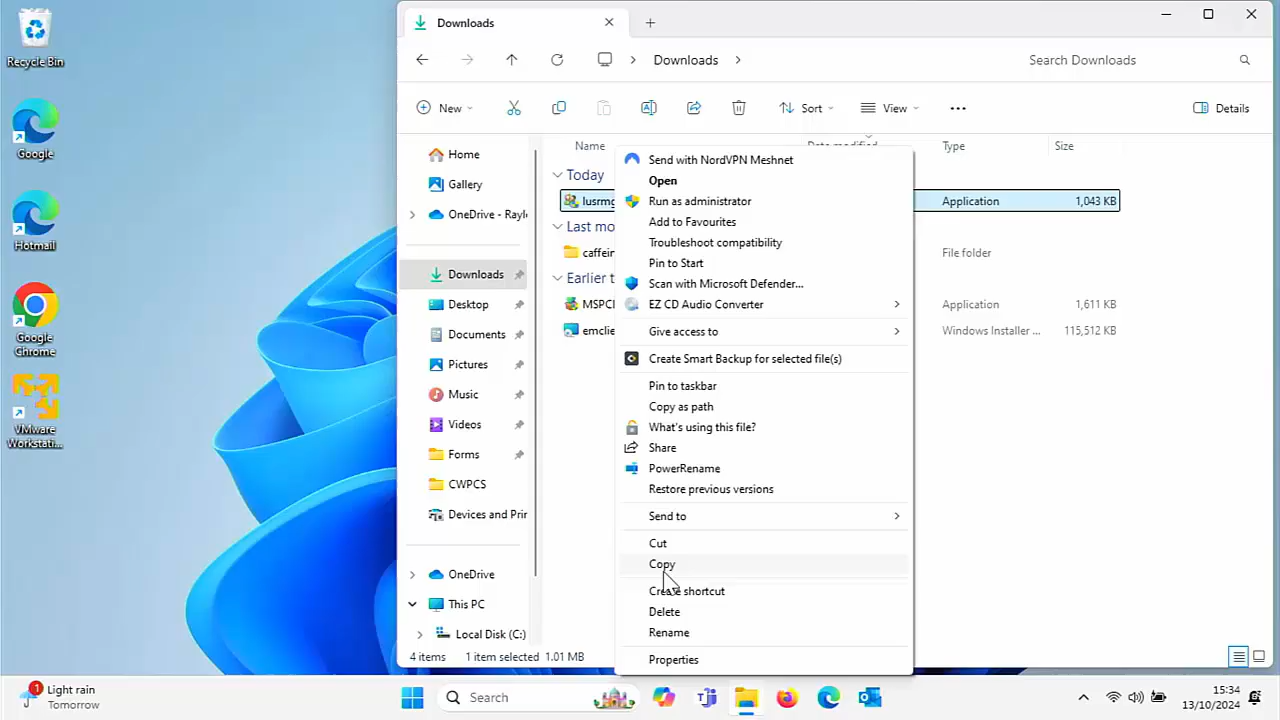 Recycle Bin
Google
Hotmail
Google
Chrome
VMware
Workstati...
Downloads
Downloads
Search Downloads
New
Sort
View
Details
Home
Gallery
OneDrive - Rayle
Downloads
Desktop
Documents
Pictures
Music
Videos
Forms
CWPCS
Devices and Prin
OneDrive
This PC
Local Disk (C:)
Name
Date modified
Type
Size
Today
lusrmg
Application
1,043 KB
Last mo
caffein
File folder
Earlier t
MSPCI
Application
1,611 KB
emclie
Windows Installer ...
115,512 KB
Send with NordVPN Meshnet
Open
Run as administrator
Add to Favourites
Troubleshoot compatibility
Pin to Start
Scan with Microsoft Defender...
EZ CD Audio Converter
Give access to
Create Smart Backup for selected file(s)
Pin to taskbar
Copy as path
What's using this file?
Share
PowerRename
Restore previous versions
Send to
Cut
Copy
Create shortcut
Delete
Rename
Properties
4 items
1 item selected 1.01 MB
1
Light rain
Tomorrow
Search
15:34
13/10/2024